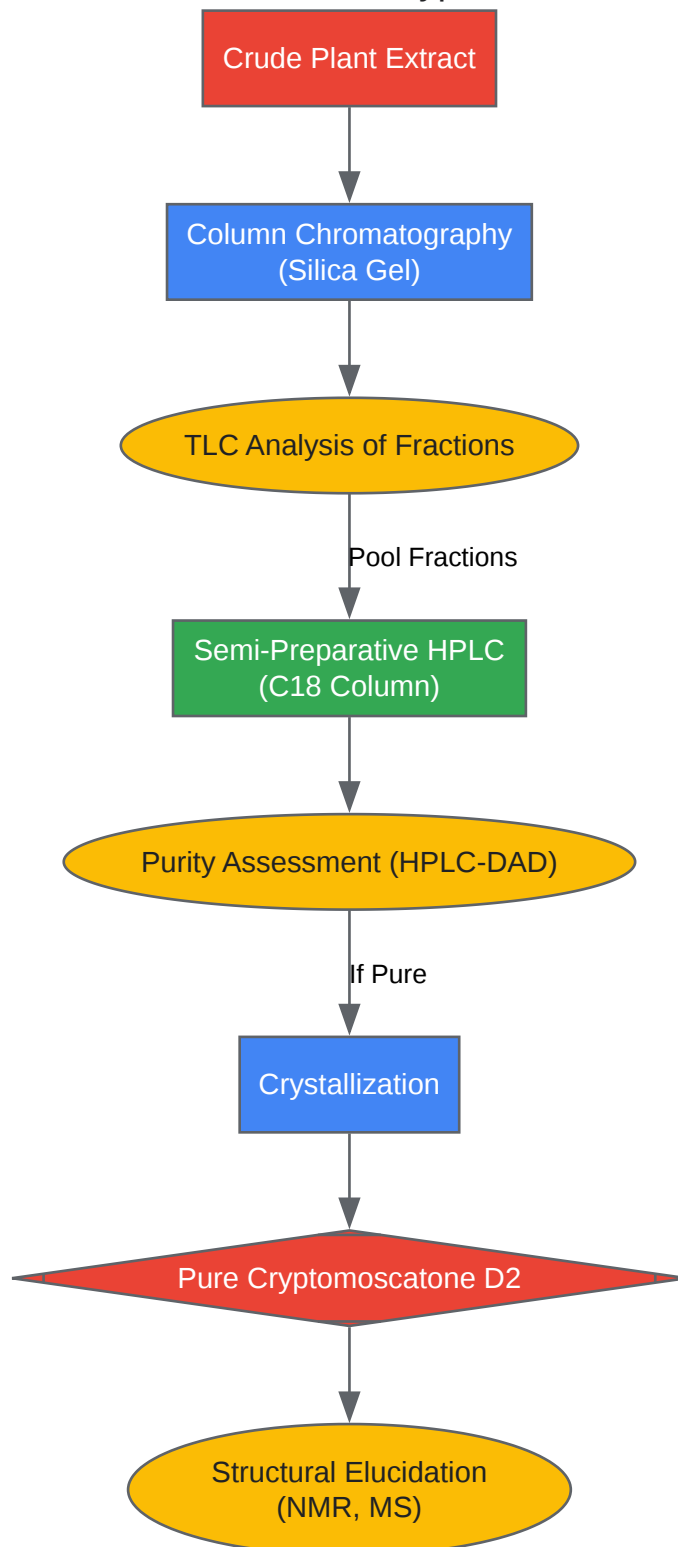 Crude Plant Extract
Column Chromatography
(Silica Gel)
TLC Analysis of Fractions
Pool Fractions
Semi-Preparative HPLC
(C18 Column)
Purity Assessment (HPLC-DAD)
If Pure
Crystallization
Pure Cryptomoscatone D2
Structural Elucidation
(NMR, MS)